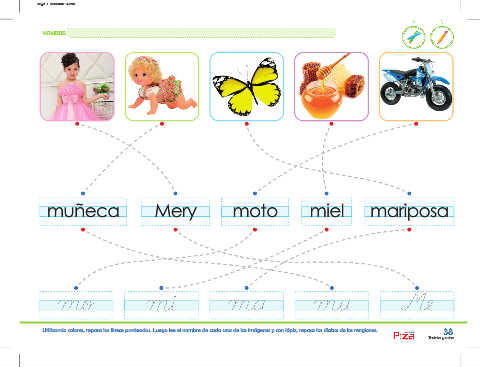 NOMBRE:
muñeca Mery moto miel mariposa
mo mi ma mu Me
Utilizando colores, repasa las líneas punteadas. Luego lee el nombre de cada una de las imágenes y con lápiz, repasa las sílabas de los renglones.
PiZA
38